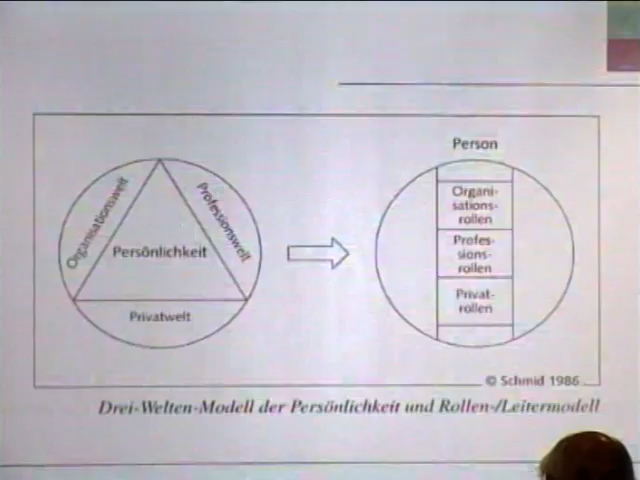 Person
Organisationswelt
Professionswelt
Persönlichkeit
Privatwelt
Organi-
sations-
rollen
Profes-
sions-
rollen
Privat-
rollen
© Schmid 1986
Drei-Welten-Modell der Persönlichkeit und Rollen-/Leitermodell